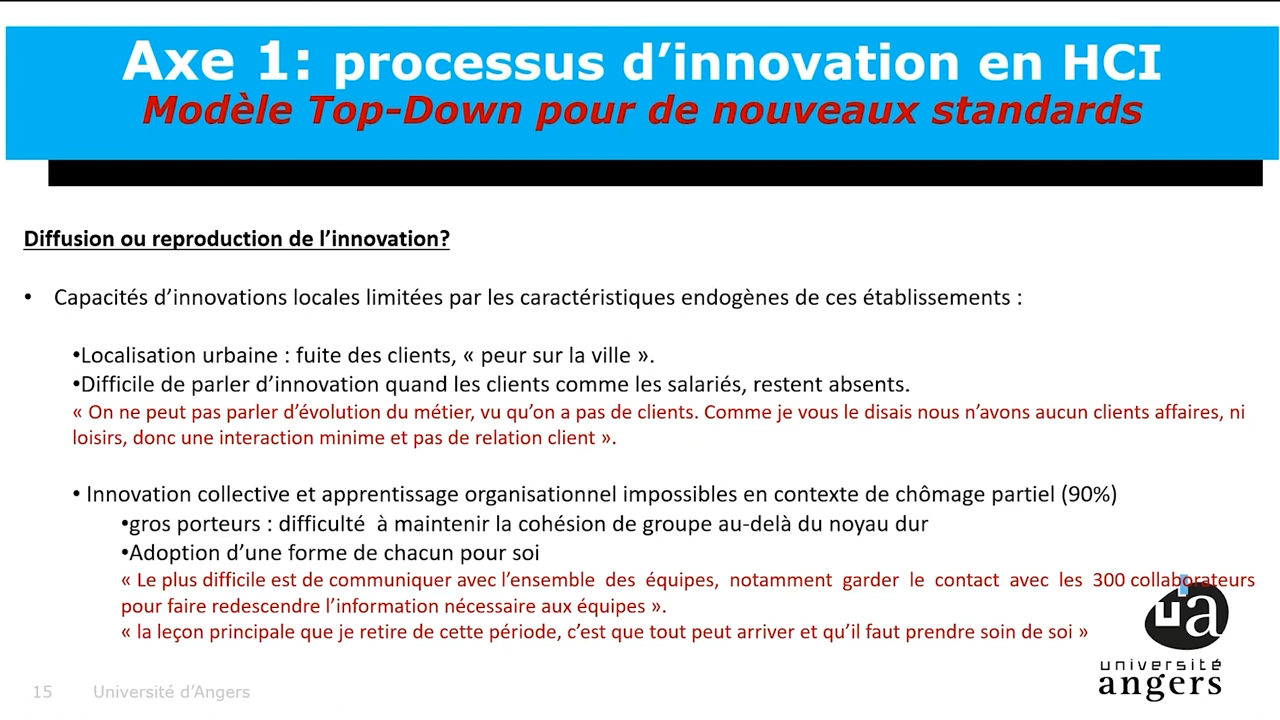 Axe 1: processus d’innovation en HCI
Modèle Top-Down pour de nouveaux standards
Diffusion ou reproduction de l’innovation?
• Capacités d’innovations locales limitées par les caractéristiques endogènes de ces établissements :
•Localisation urbaine : fuite des clients, « peur sur la ville ».
•Difficile de parler d’innovation quand les clients comme les salariés, restent absents.
« On ne peut pas parler d’évolution du métier, vu qu’on a pas de clients. Comme je vous le disais nous n’avons aucun clients affaires, ni
loisirs, donc une interaction minime et pas de relation client ».
• Innovation collective et apprentissage organisationnel impossibles en contexte de chômage partiel (90%)
•gros porteurs : difficulté à maintenir la cohésion de groupe au-delà du noyau dur
•Adoption d’une forme de chacun pour soi
« Le plus difficile est de communiquer avec l’ensemble des équipes, notamment garder le contact avec les 300 collaborateurs
pour faire redescendre l’information nécessaire aux équipes ».
« la leçon principale que je retire de cette période, c’est que tout peut arriver et qu’il faut prendre soin de soi »
ua
université
angers
15 Université d’Angers